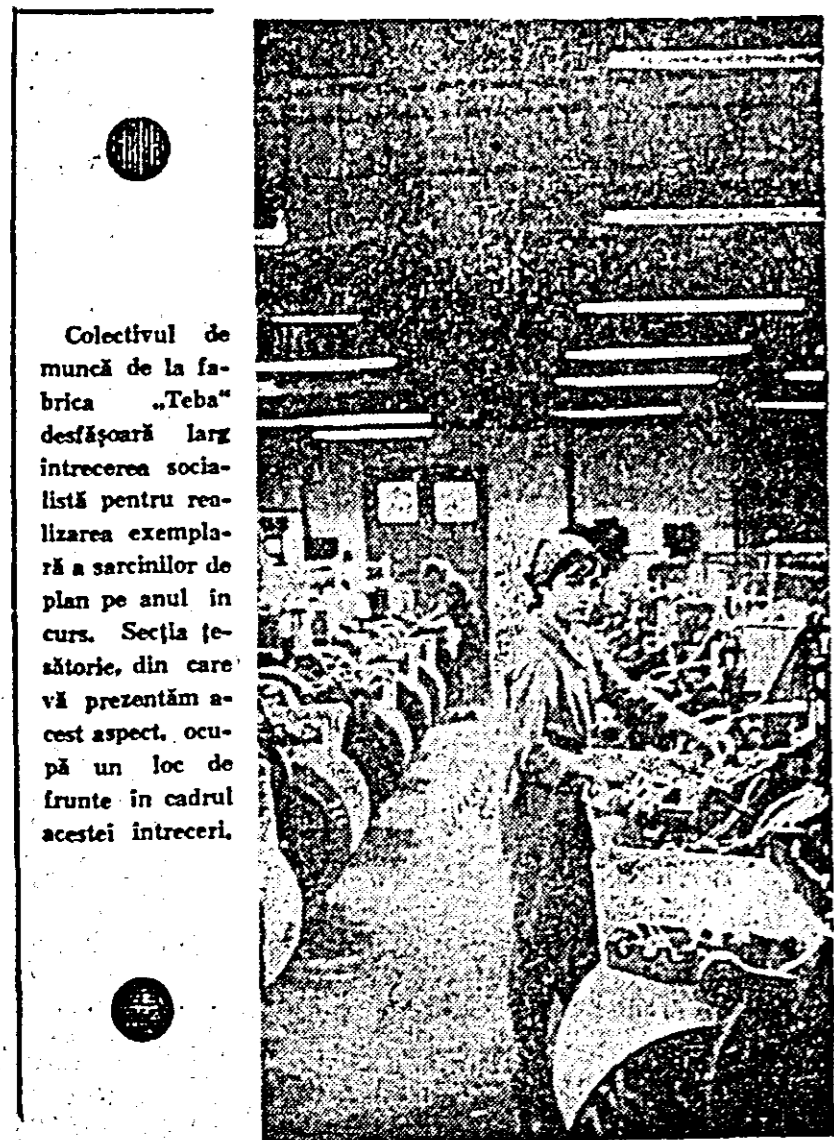 Colectivul de
muncă de la fa-
brica „Teba“
desfăşoară larg
întrecerea socia-
listă pentru rea-
lizarea exempla-
ră a sarcinilor de
plan pe anul în
curs. Secţia ţe-
sătorie, din care
vă prezentăm a-
cest aspect, ocu-
pă un loc de
frunte în cadrul
acestei întreceri.